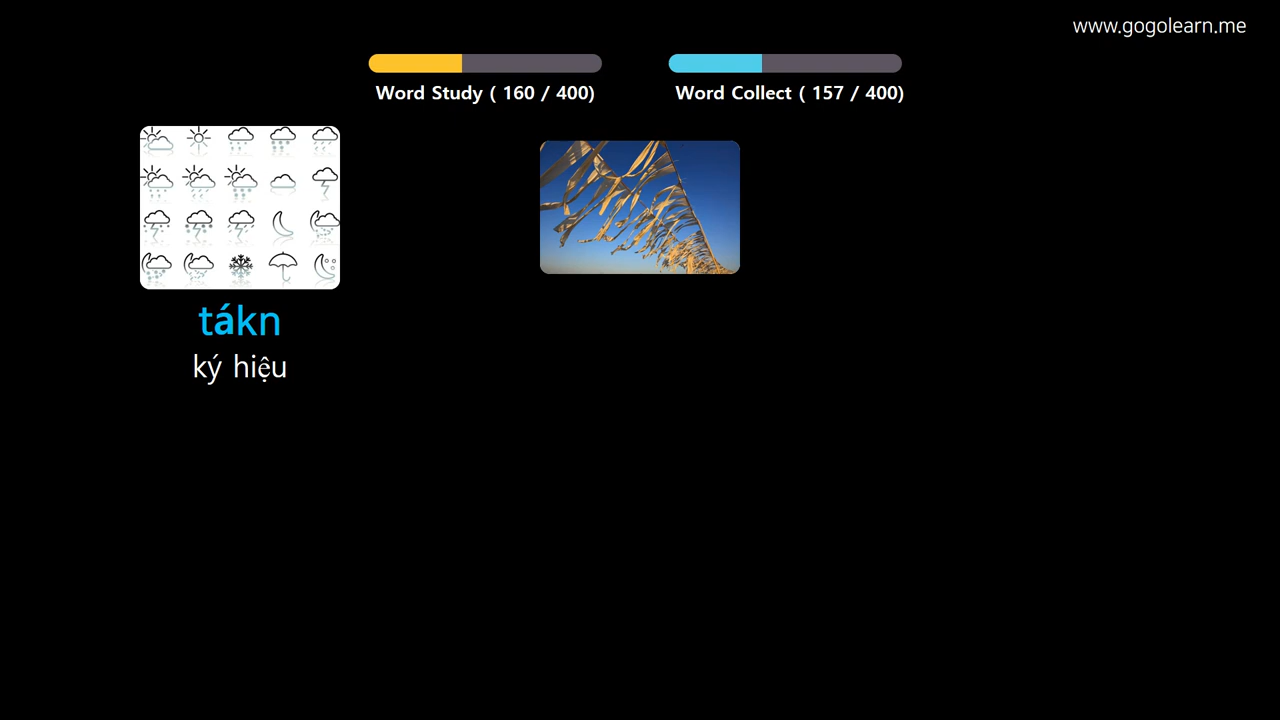 www.gogolearn.me
Word Study ( 160 / 400)
Word Collect ( 157 / 400)
tákn
ký hiệu